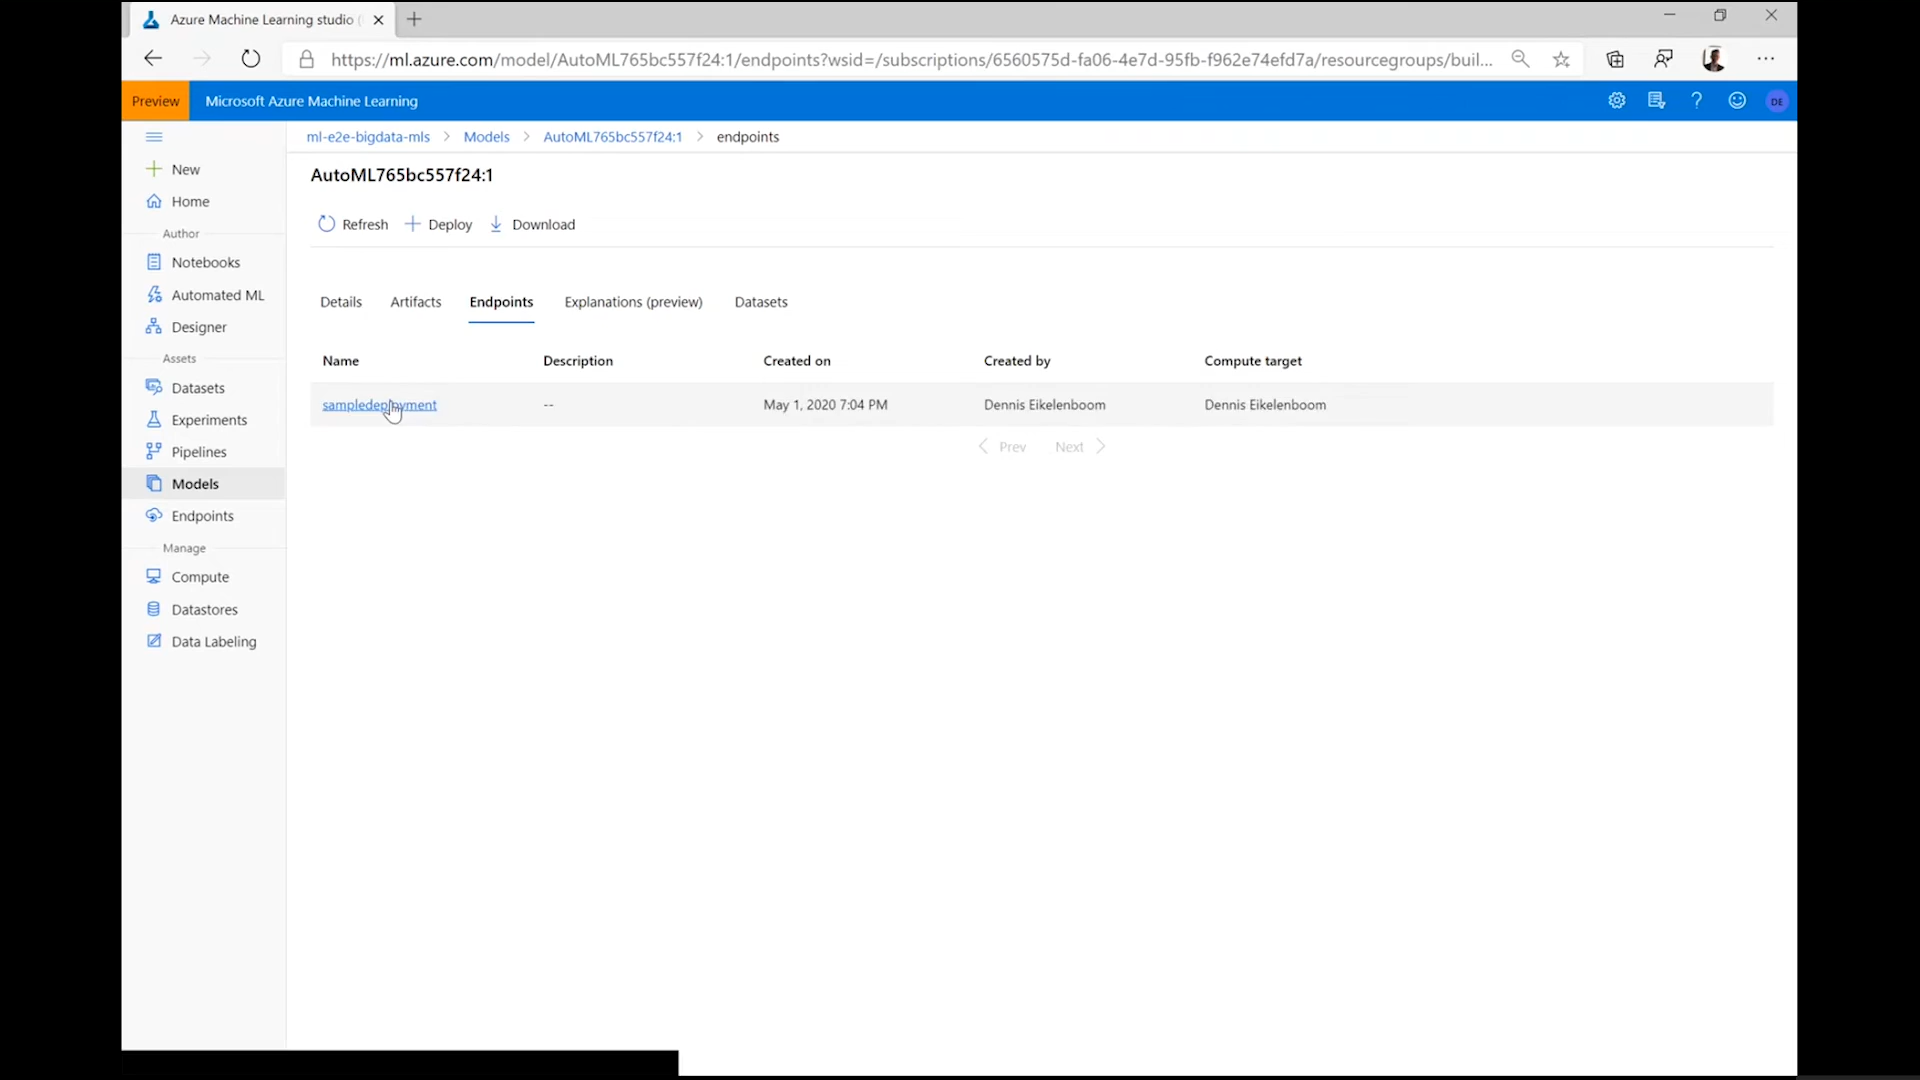 Azure Machine Learning studio (
https://ml.azure.com/model/AutoML765bc557f24:1/endpoints?wsid=/subscriptions/6560575d-fa06-4e7d-95fb-f962e74efd7a/resourcegroups/buil...
Preview Microsoft Azure Machine Learning DE
ml-e2e-bigdata-mls > Models > AutoML765bc557f24:1 > endpoints
AutoML765bc557f24:1
Refresh Deploy Download
Details Artifacts Endpoints Explanations (preview) Datasets
Name Description Created on Created by Compute target
sampledeployment -- May 1, 2020 7:04 PM Dennis Eikelenboom Dennis Eikelenboom
Prev Next
New
Home
Author
Notebooks
Automated ML
Designer
Assets
Datasets
Experiments
Pipelines
Models
Endpoints
Manage
Compute
Datastores
Data Labeling